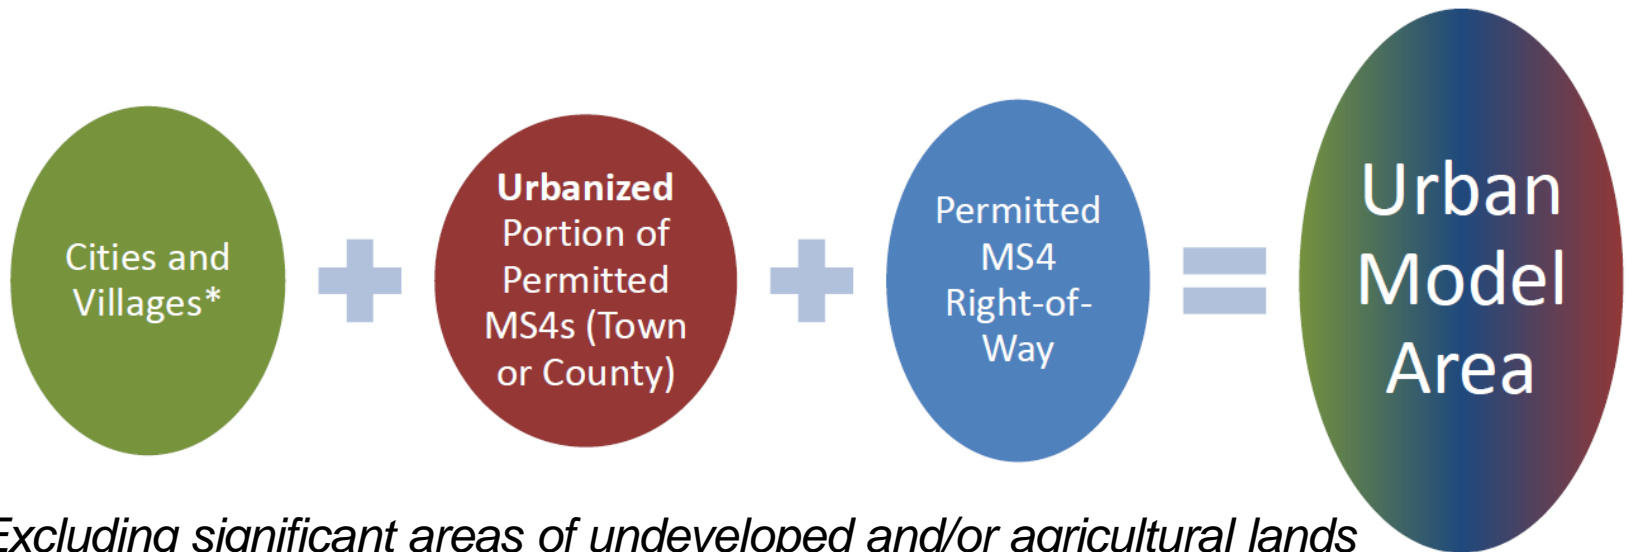 Cities and
Villages*
Urbanized
Portion of
Permitted
MS4s (Town
or County)
Permitted
MS4
Right-of-
Way
Urban
Model
Area
Excluding significant areas of undeveloped and/or agricultural lands